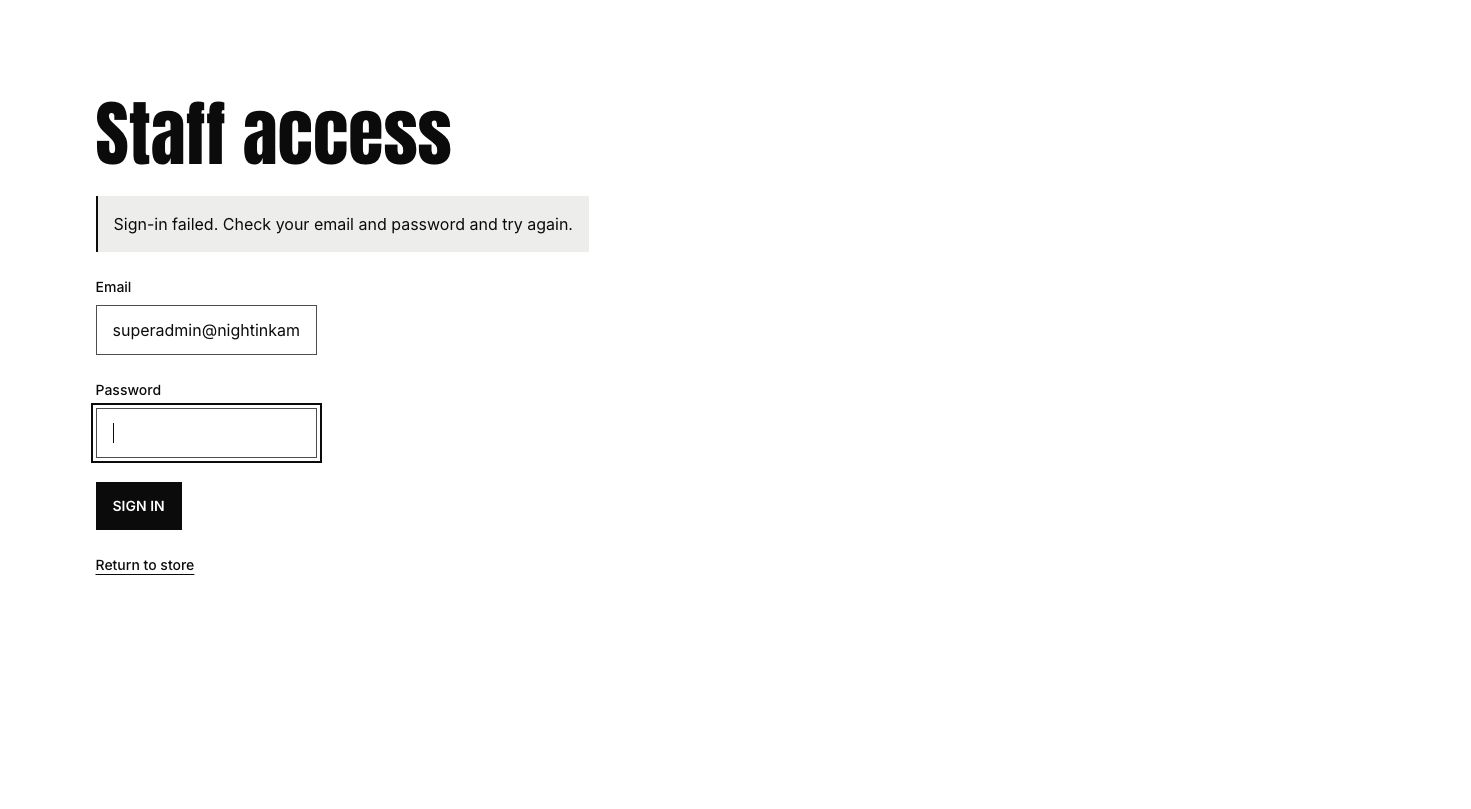 Staff access
Sign-in failed. Check your email and password and try again.
Email
superadmin@nightinkam
Password
SIGN IN
Return to store